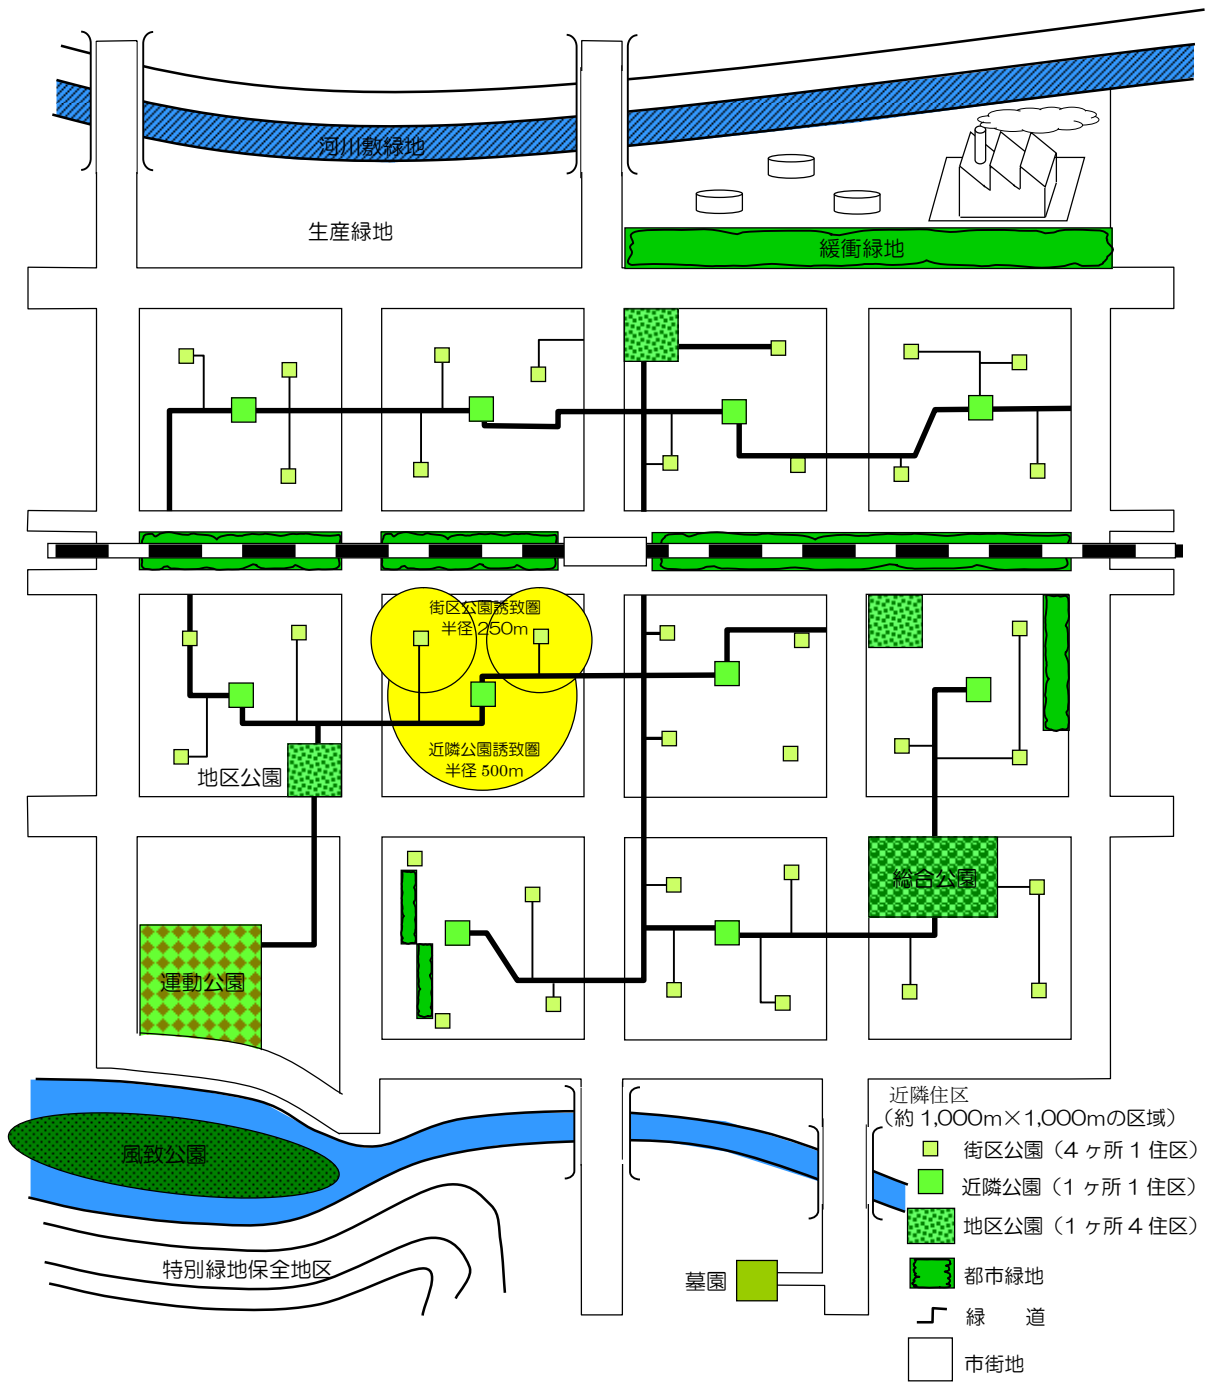 河川敷緑地
生産緑地
緩衝緑地
街区公園誘致圏
半径 250m
近隣公園誘致圏
半径 500m
地区公園
総合公園
運動公園
近隣住区
（約 1,000m×1,000mの区域）
風致公園
街区公園（4 ヶ所 1 住区）
近隣公園（1 ヶ所 1 住区）
地区公園（1 ヶ所 4 住区）
特別緑地保全地区
墓園
都市緑地
緑　　道
市街地